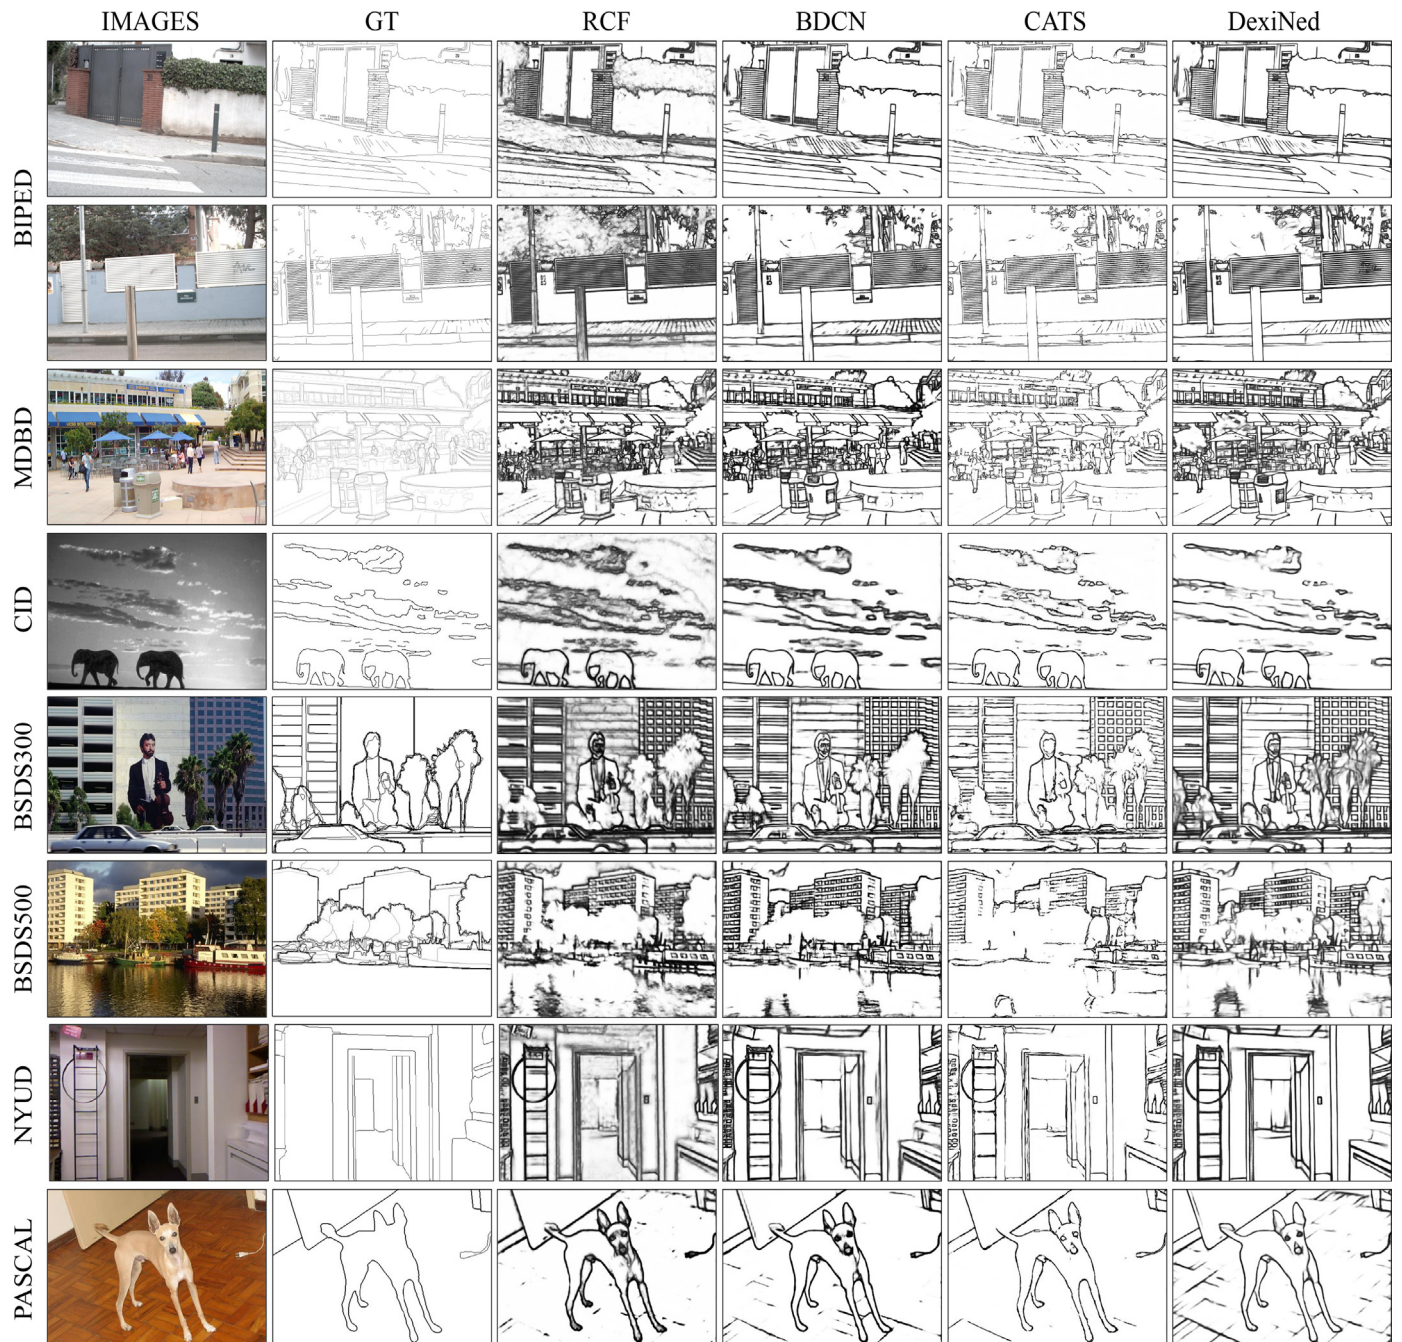 IMAGES GT RCF BDCN CATS DexiNed
BIPED
MDBD
CID
BSDS300
BSDS500
NYUD
PASCAL